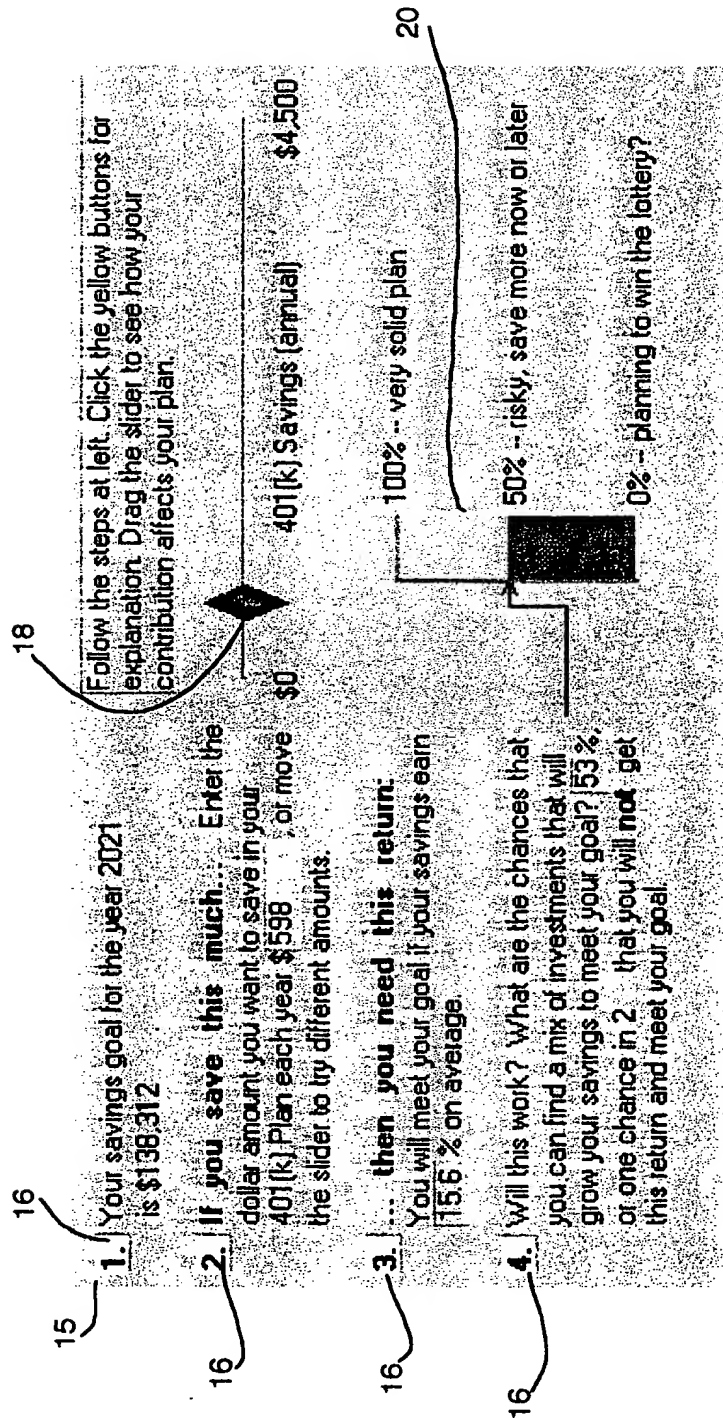 15
16
1. Your savings goal for the year 2021
is $138,312
16
2. If you save this much... Enter the
dollar amount you want to save in your
401(k) Plan each year $ 598 , or move
the slider to try different amounts.
16
3. ... then you need this return:
You will meet your goal if your savings earn
15.6 % on average.
16
4. Will this work? What are the chances that
you can find a mix of investments that will
grow your savings to meet your goal? 53%,
or one chance in 2 that you will not get
this return and meet your goal.
18
Follow the steps at left. Click the yellow buttons for
explanation. Drag the slider to see how your
contribution affects your plan.
$0 401(k) Savings (annual) $4,500
20
100% -- very solid plan
50% -- risky, save more now or later
0% -- planning to win the lottery?